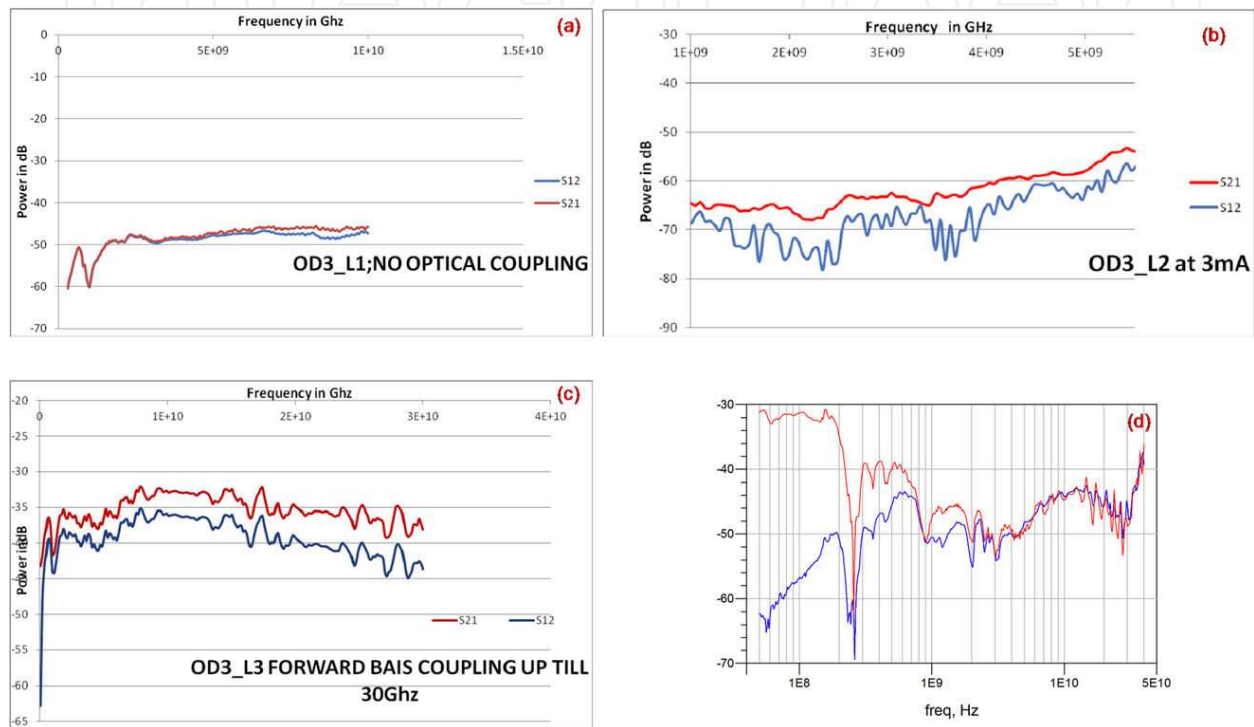 Frequency in Ghz
(a)
0
5E+09
1E+10
1.5E+10
0
-10
-20
-30
-40
-50
-60
-70
Power in dB
S12
S21
OD3_L1;NO OPTICAL COUPLING
Frequency in GHz
(b)
1E+09
2E+09
3E+09
4E+09
5E+09
-30
-40
-50
-60
-70
-80
-90
Power in dB
S21
S12
OD3_L2 at 3mA
Frequency in Ghz
(c)
0
1E+10
2E+10
3E+10
4E+10
-20
-25
-30
-35
-45
-50
-55
-60
-65
Power in dB
S21
S12
OD3_L3 FORWARD BAIS COUPLING UP TILL
30Ghz
(d)
-30
-40
-50
-60
-70
1E8
1E9
1E10
5E10
freq, Hz